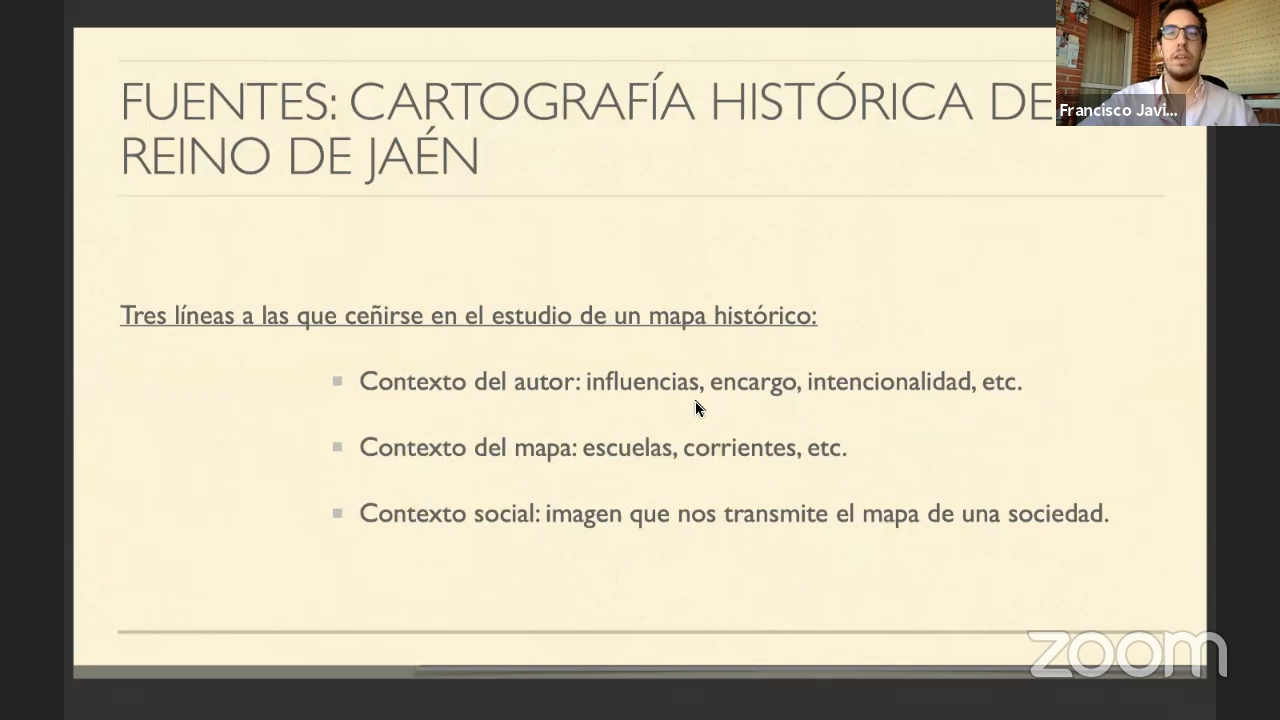 FUENTES: CARTOGRAFÍA HISTÓRICA DE
REINO DE JAÉN
Francisco Javi...
Tres líneas a las que ceñirse en el estudio de un mapa histórico:
Contexto del autor: influencias, encargo, intencionalidad, etc.
Contexto del mapa: escuelas, corrientes, etc.
Contexto social: imagen que nos transmite el mapa de una sociedad.
zoom